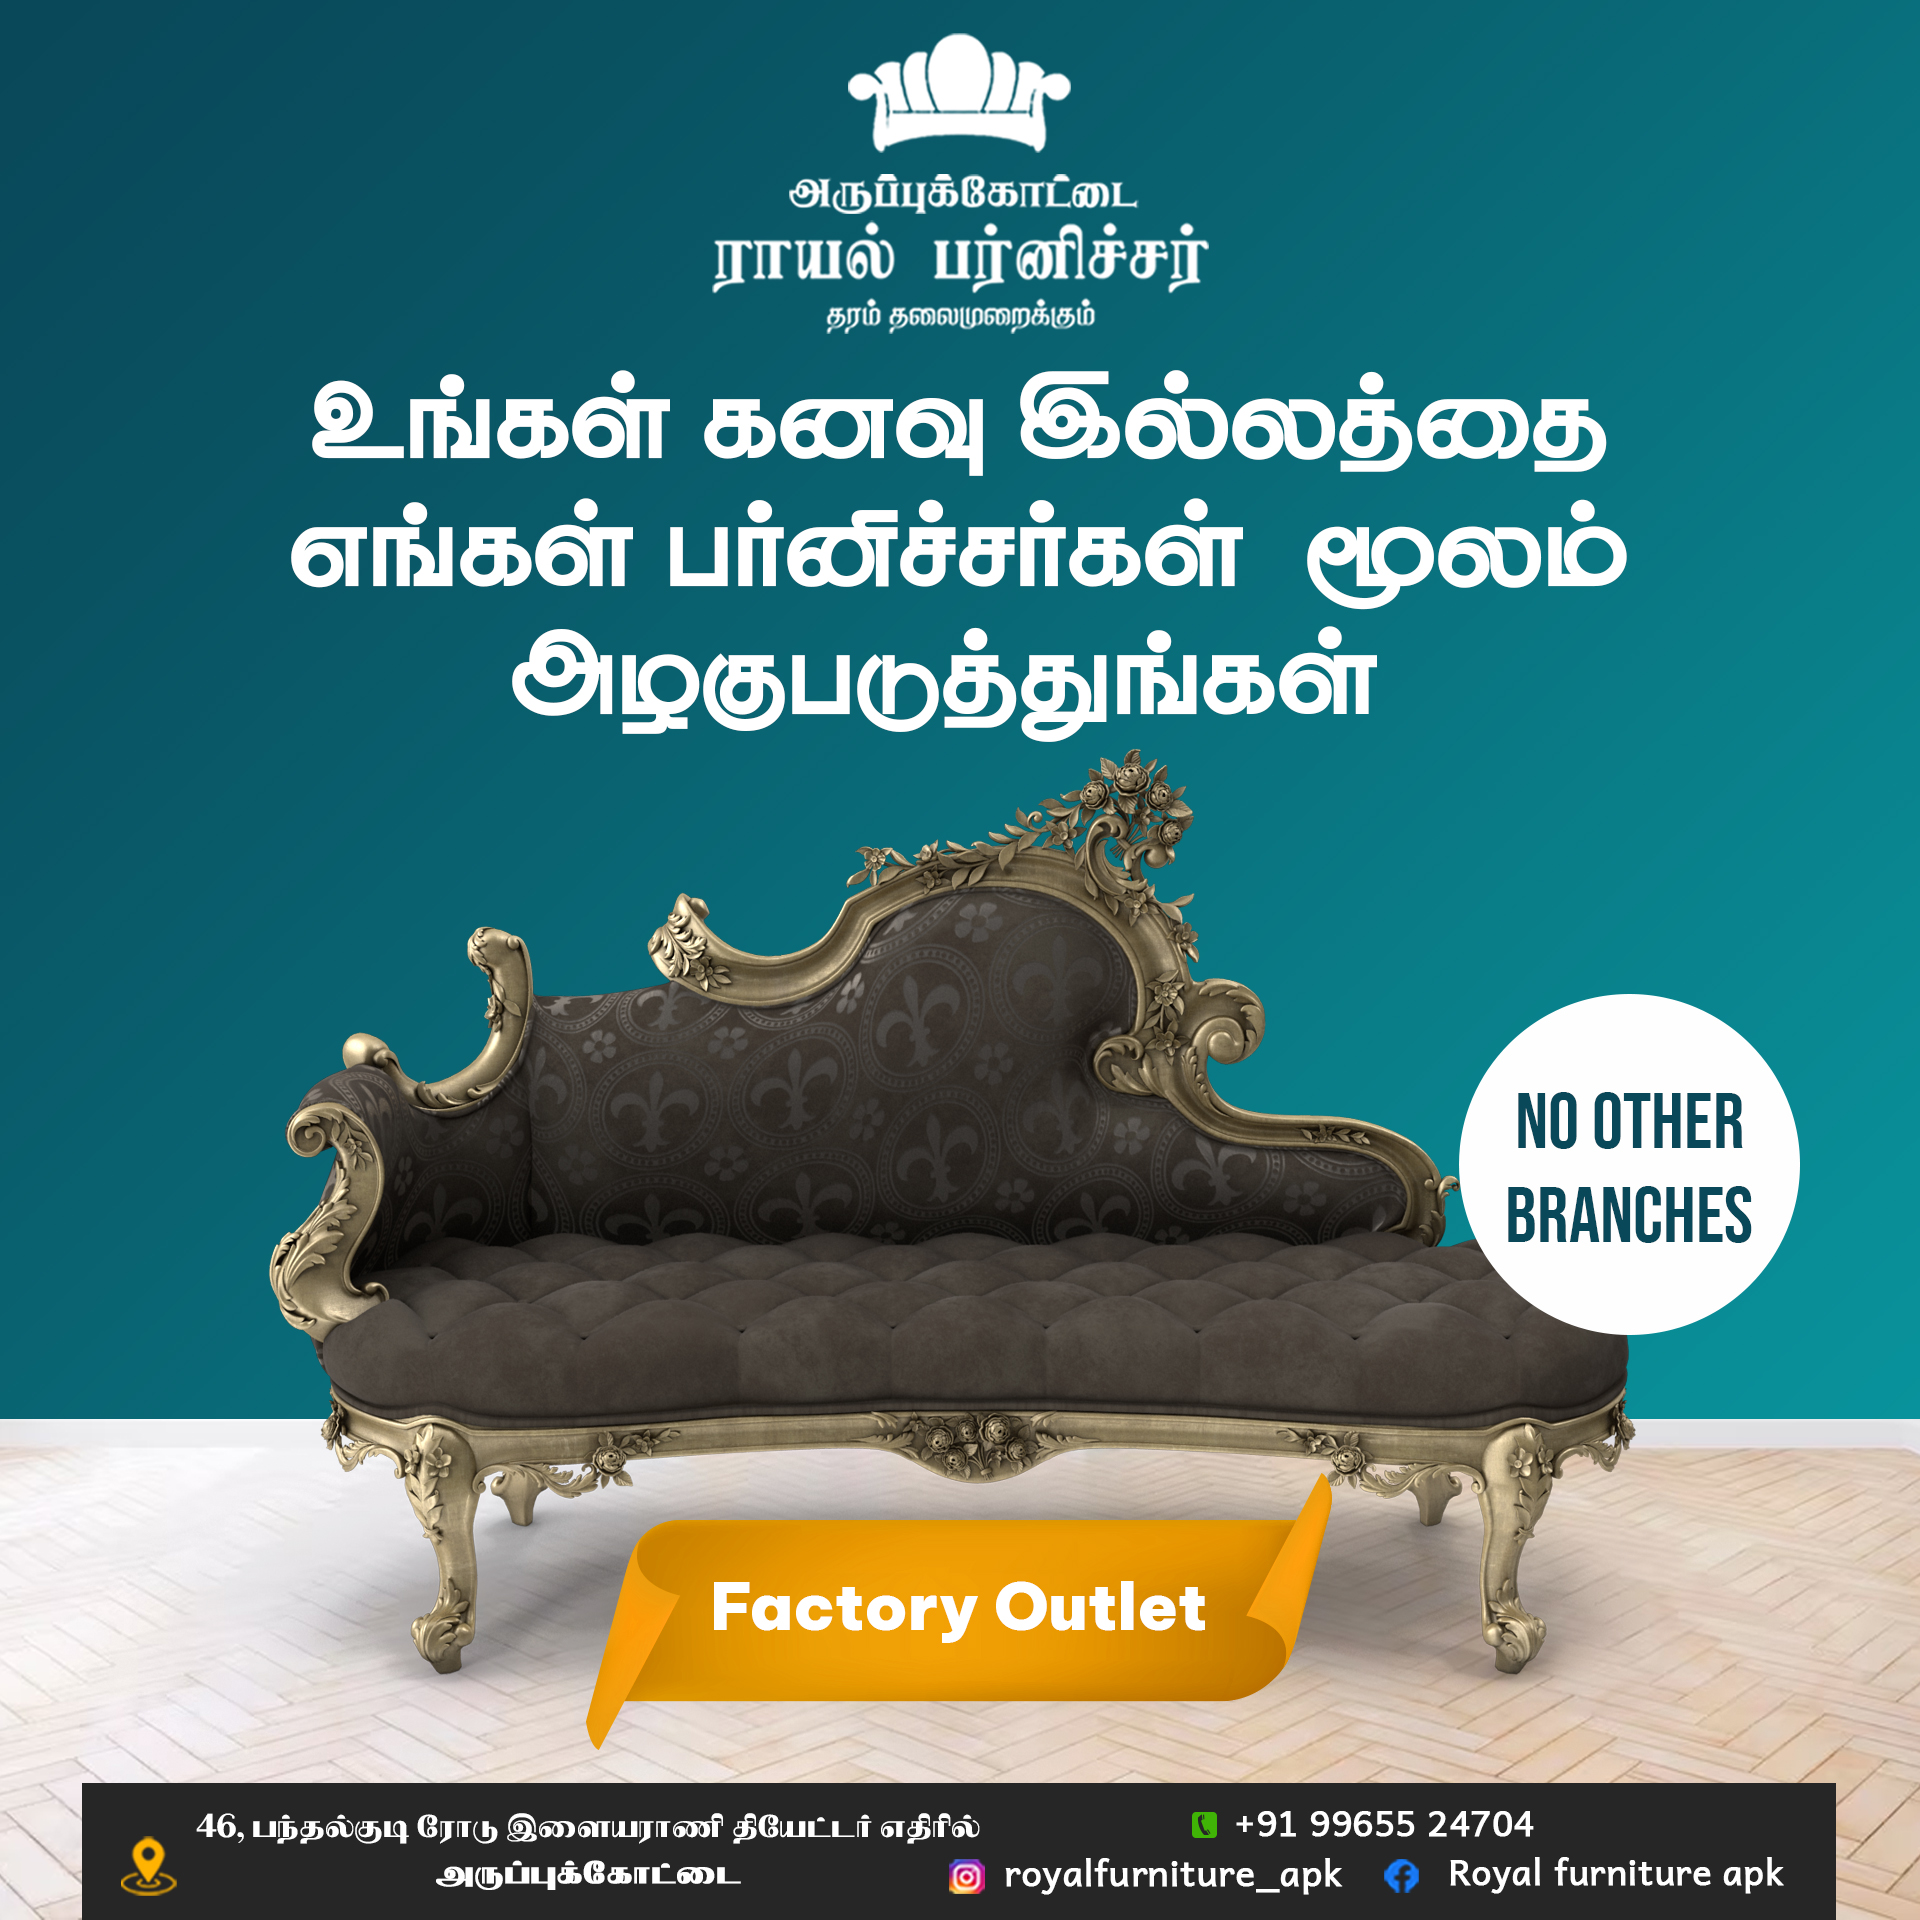 அருப்புக்கோட்டை
ராயல் பர்னிச்சர்
தரம் தலைமுறைக்கும்
உங்கள் கனவு இல்லத்தை
எங்கள் பர்னிச்சர்கள் மூலம்
அழகுபடுத்துங்கள்
NO OTHER
BRANCHES
Factory Outlet
46, பந்தல்குடி ரோடு இளையராணி தியேட்டர் எதிரில்
அருப்புக்கோட்டை
+91 99655 24704
royalfurniture_apk
Royal furniture apk